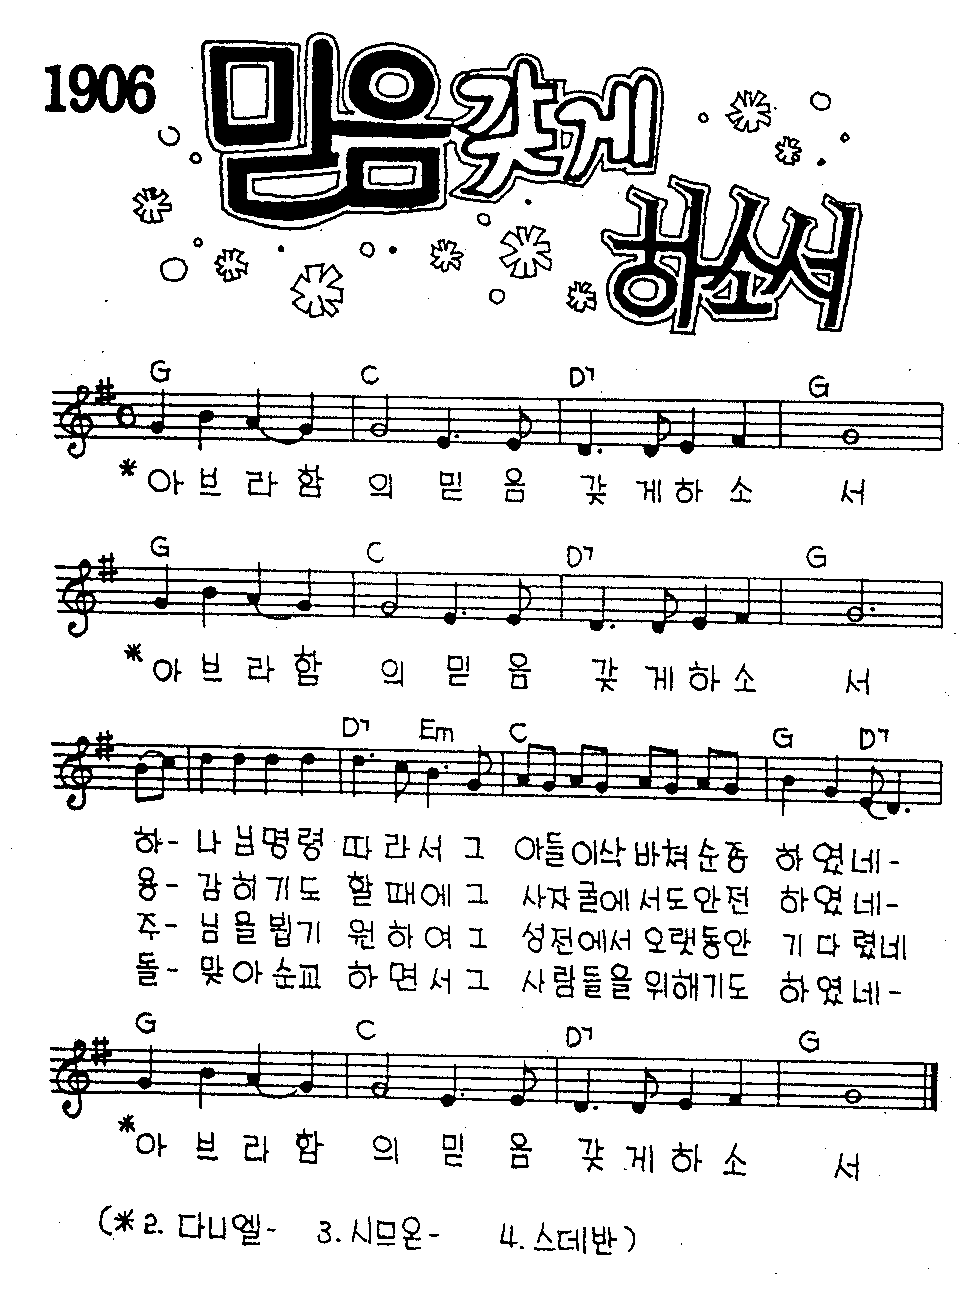 1906
믿음 갖게
하소서
G C D7 G
*아 브 라 함 의 믿 음 갖 게 하 소 서
G C D7 G
*아 브 라 함 의 믿 음 갖 게 하 소 서
D7 Em C G D7
하- 나 님 명 령 따 라 서 그 아들이삭 바쳐 순종 하 였 네-
용- 감 히 기 도 할 때 에 그 사자굴에서도안전 하 였 네-
주- 님 을 뵙 기 원 하 여 그 성전에서 오랫동안 기 다 렸네
돌- 맞 아 순 교 하 면 서 그 사람들을 위해기도 하 였 네-
G C D7 G
*아 브 라 함 의 믿 음 갖 게 하 소 서
(*2. 다니엘- 3. 시므온- 4. 스데반)